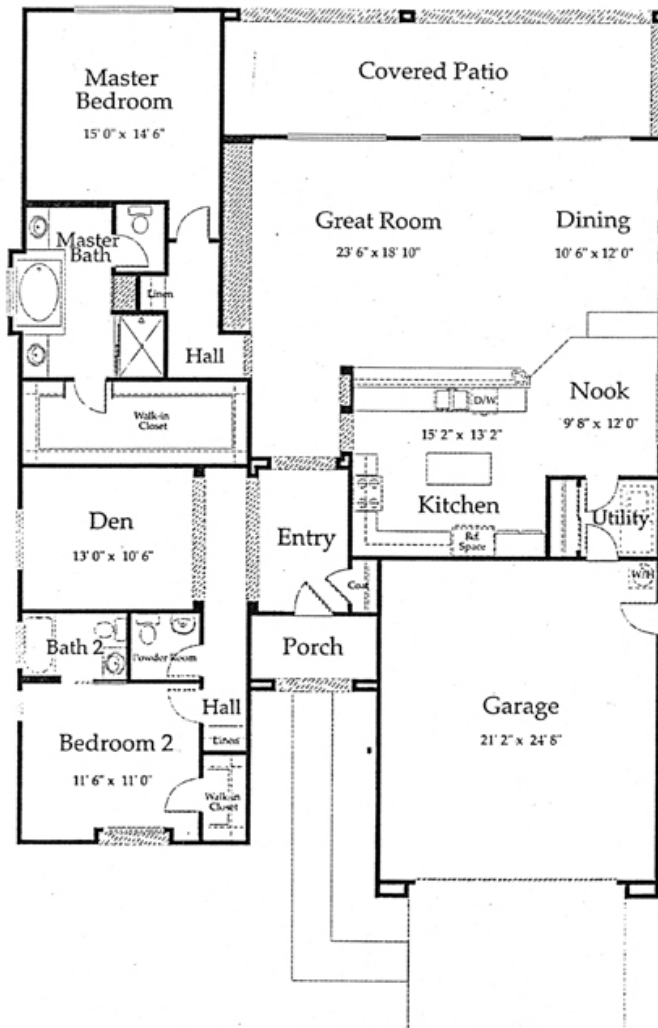 Master
Bedroom
15' 0" x 14' 6"
Covered Patio
Great Room
23' 6" x 18' 10"
Dining
10' 6" x 12' 0"
Master
Bath
Linen
Hall
Walk-in
Closet
D/W
15' 2" x 13' 2"
Kitchen
Ref.
Space
Nook
9' 8" x 12' 0"
Utility
Den
13' 0" x 10' 6"
Entry
Coat
W/H
Bath 2
Powder Room
Porch
Hall
Linen
Bedroom 2
11' 6" x 11' 0"
Walk-in
Closet
Garage
21' 2" x 24' 8"